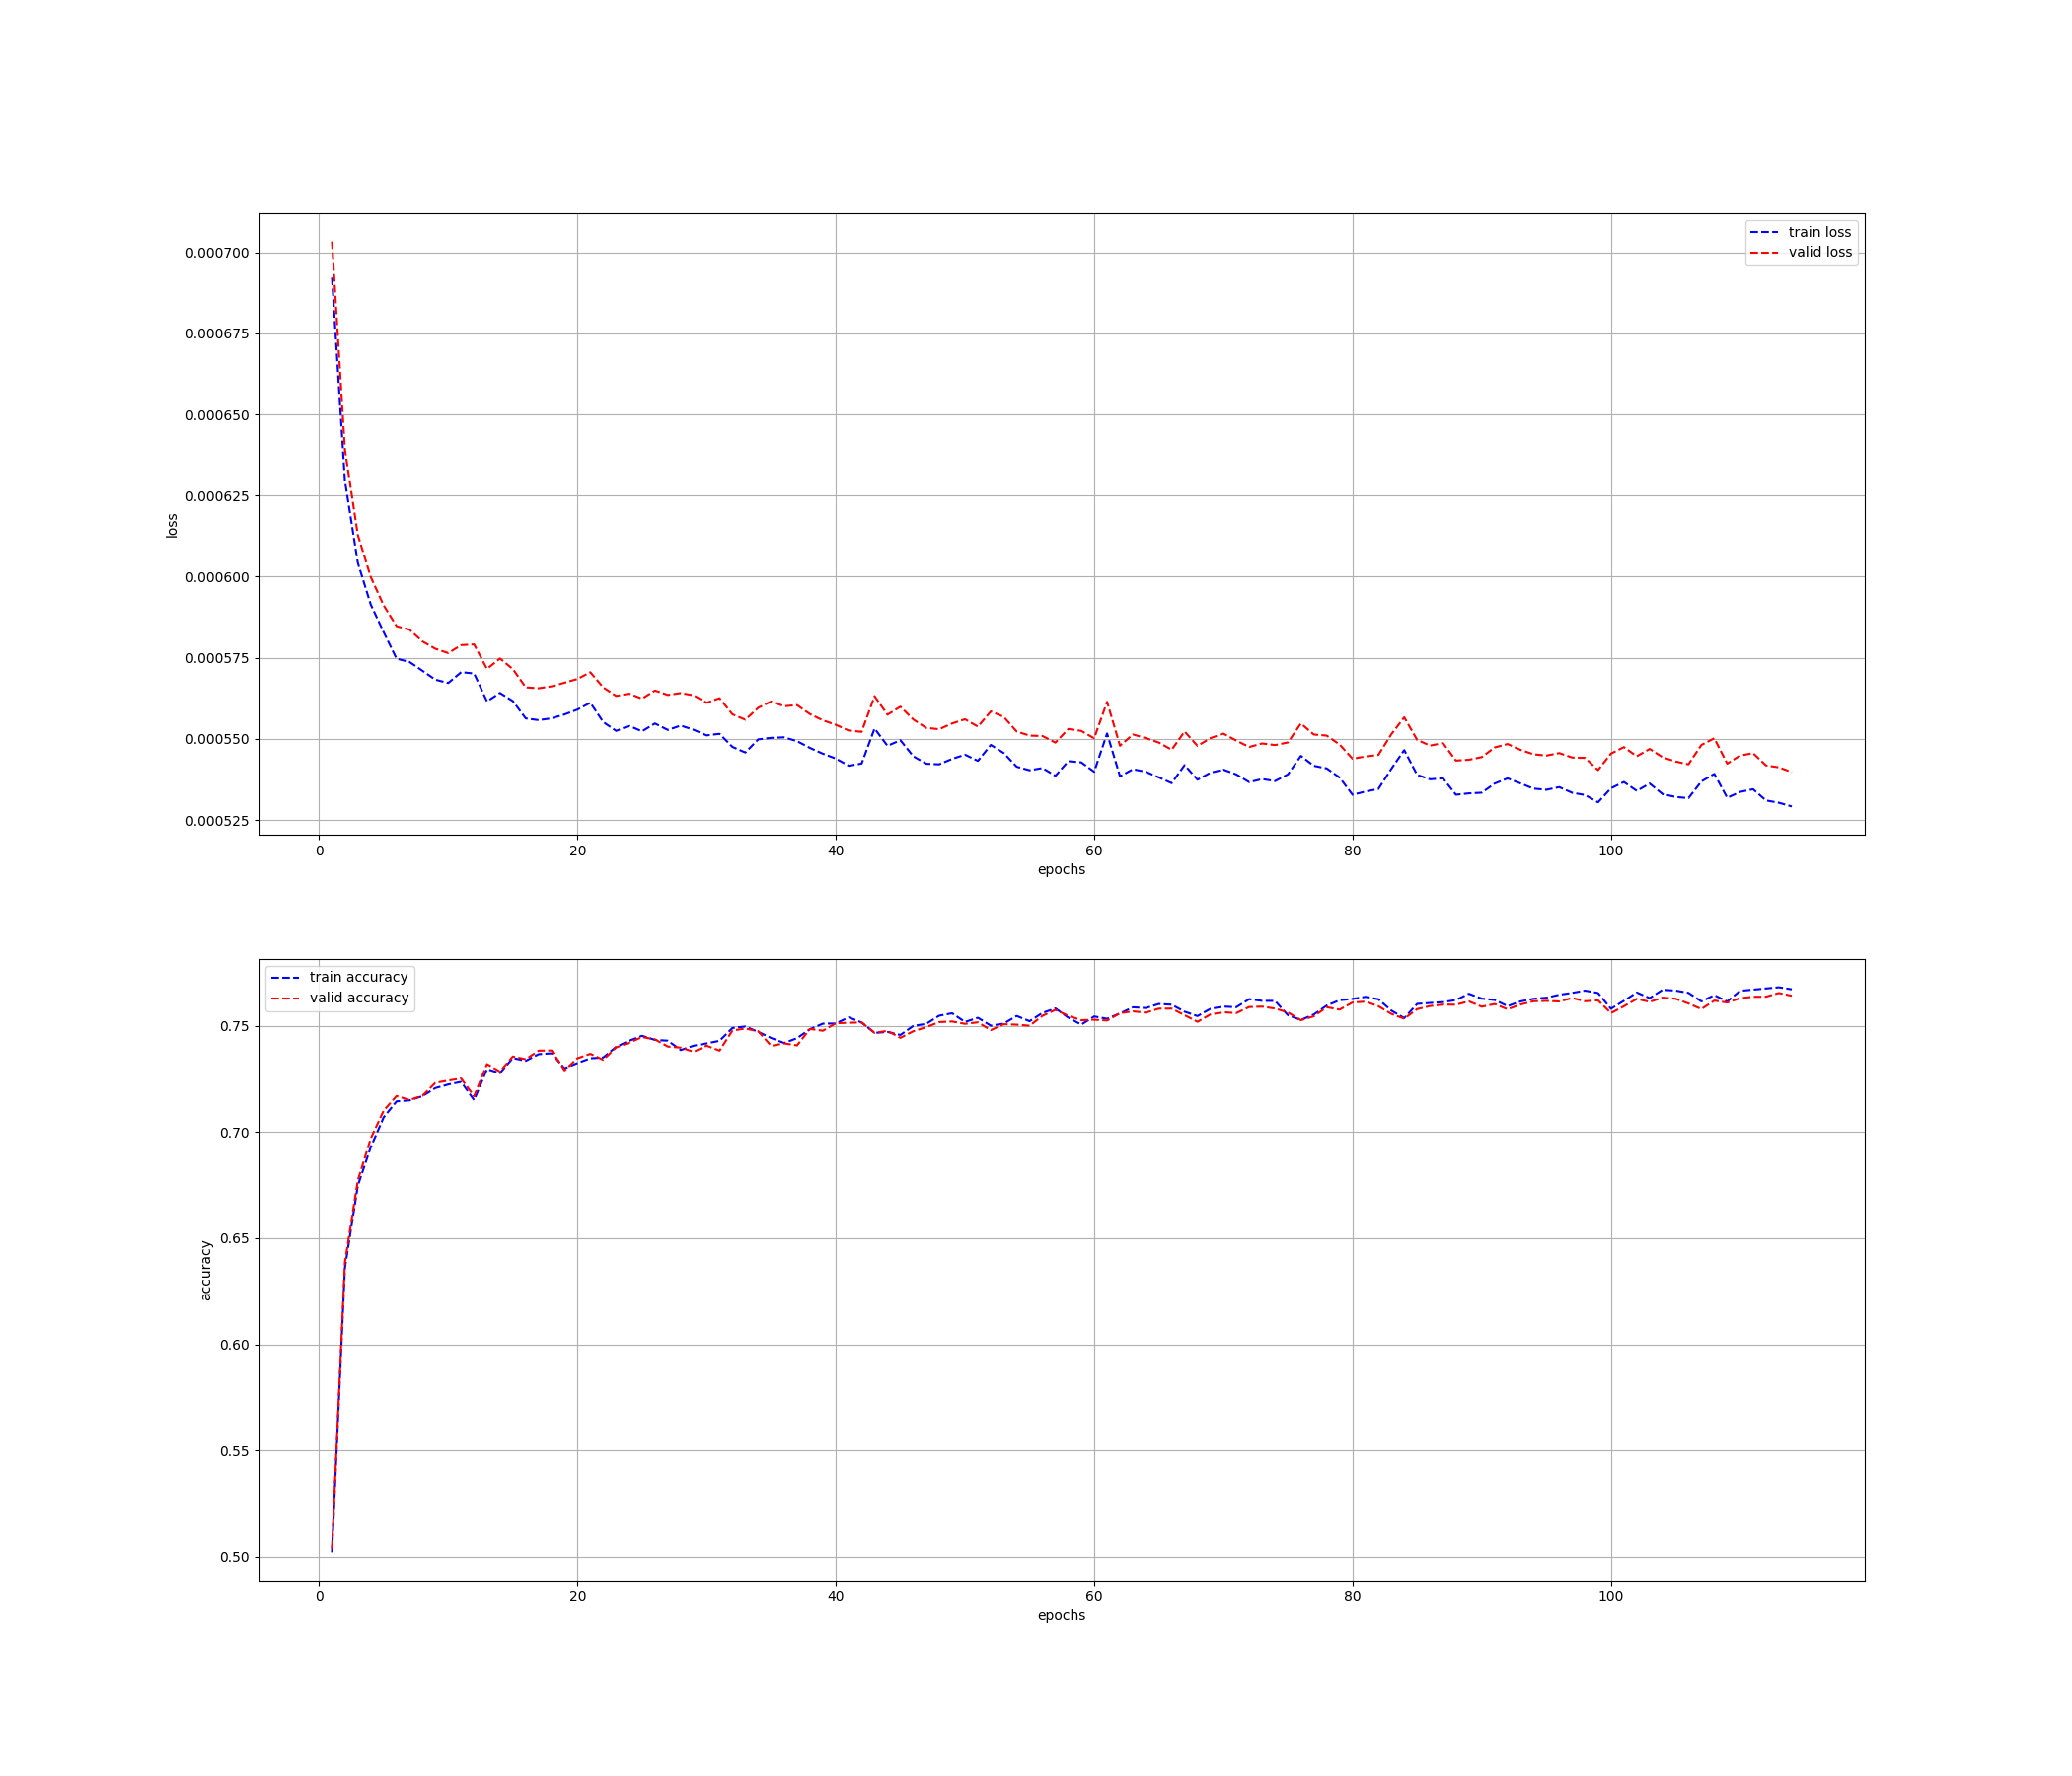 train loss
valid loss
0.000700
0.000675
0.000650
0.000625
0.000600
0.000575
0.000550
0.000525
loss
0 20 40 60 80 100
epochs
train accuracy
valid accuracy
0.75
0.70
0.65
0.60
0.55
0.50
accuracy
0 20 40 60 80 100
epochs